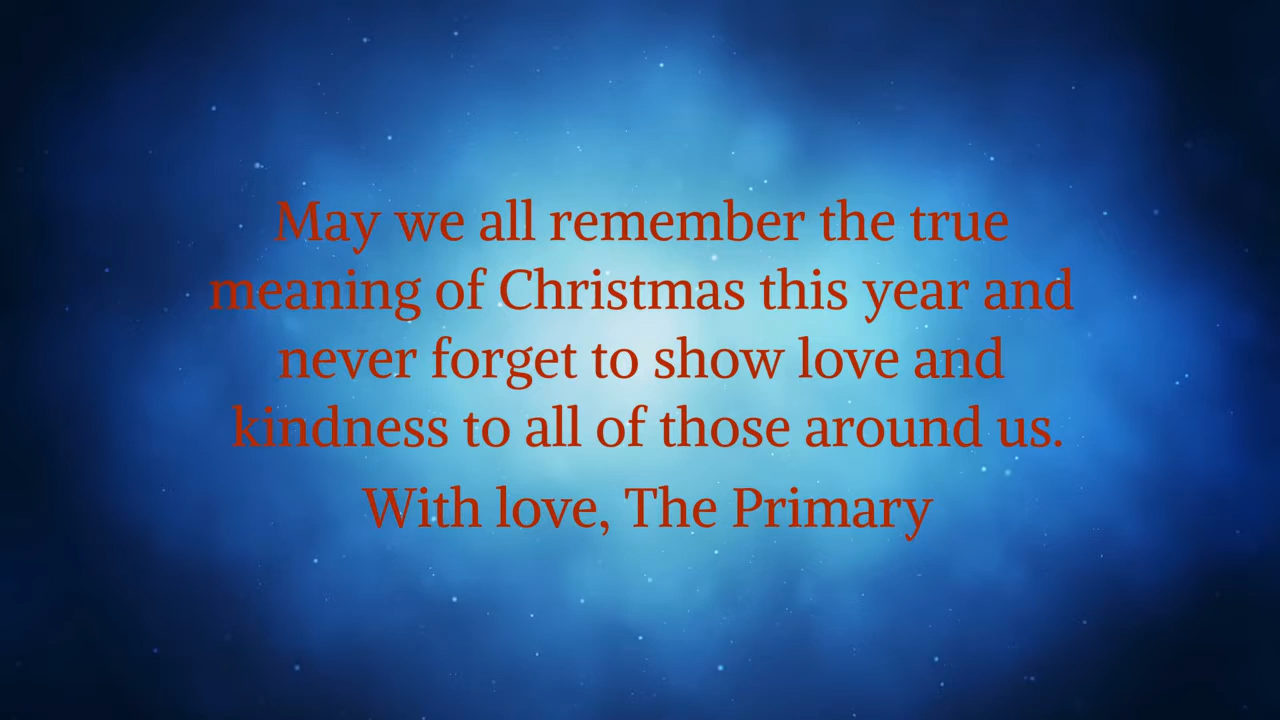 May we all remember the true
meaning of Christmas this year and
never forget to show love and
kindness to all of those around us.
With love, The Primary